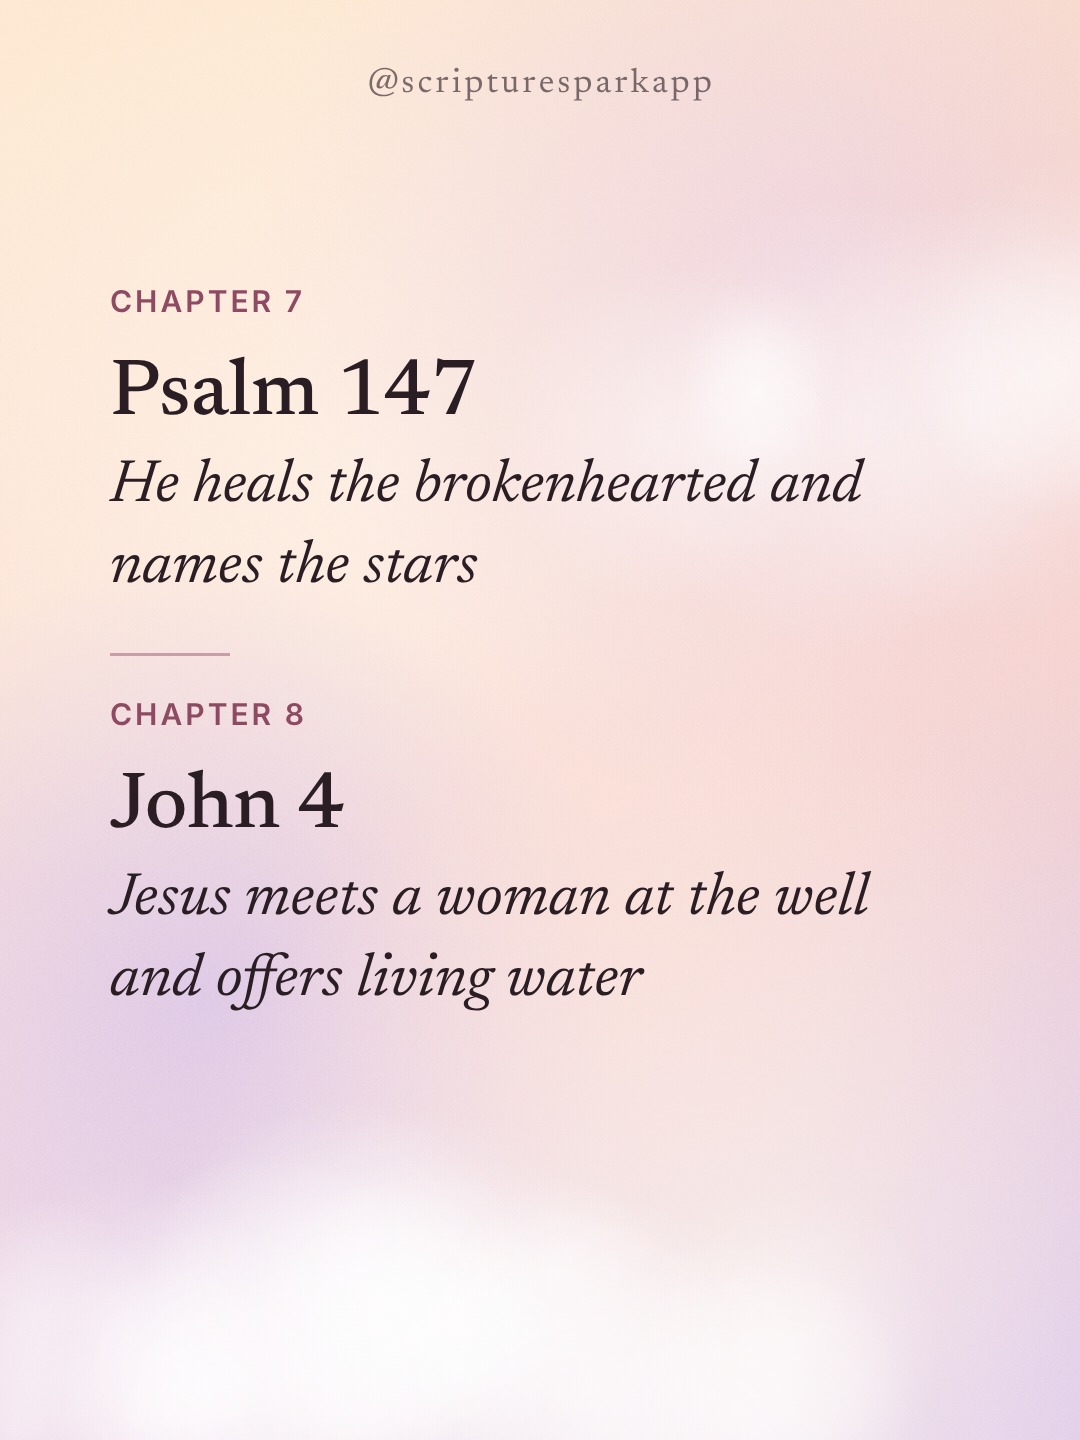 @scripturesparkapp
CHAPTER 7
Psalm 147
He heals the brokenhearted and
names the stars
CHAPTER 8
John 4
Jesus meets a woman at the well
and offers living water